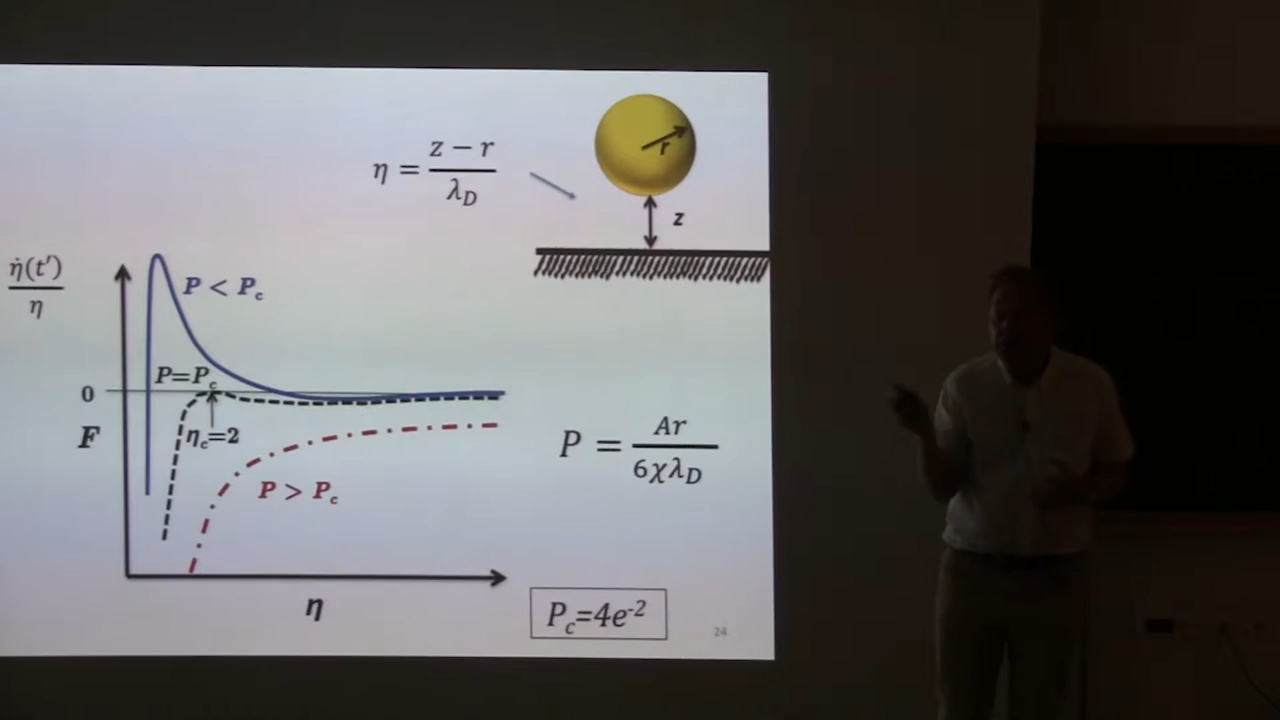 η = (z − r)/λ_D
r
z
η̇(t′)/η
P < P_c
P=P_c
0
η_c=2
F
P > P_c
P = Ar/(6χλ_D)
η
P_c=4e^-2
24